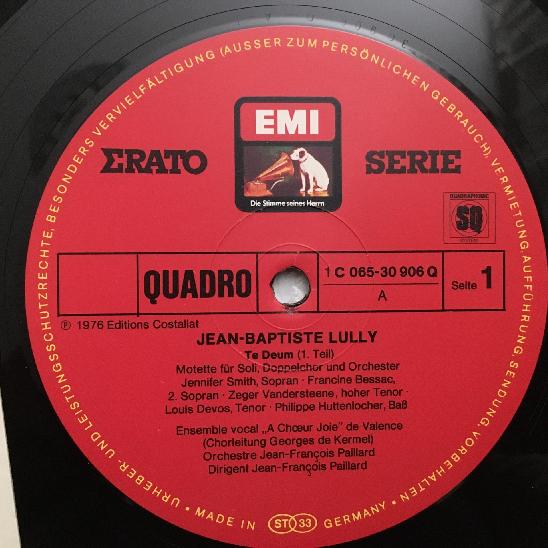 URHEBER- UND LEISTUNGSSCHUTZRECHTE, BESONDERS VERVIELFÄLTIGUNG (AUSSER ZUM PERSÖNLICHEN GEBRAUCH), VERMIETUNG, AUFFÜHRUNG, SENDUNG, VORBEHALTEN
EMI
ERATO SERIE
Die Stimme seines Herrn
QUADRAPHONIC
SQ
QUADRO
1 C 065-30 906 Q
A
Seite 1
℗ 1976 Editions Costallat
JEAN-BAPTISTE LULLY
Te Deum (1. Teil)
Motette für Soli, Doppelchor und Orchester
Jennifer Smith, Sopran · Francine Bessac,
2. Sopran · Zeger Vandersteene, hoher Tenor ·
Louis Devos, Tenor · Philippe Huttenlocher, Baß
Ensemble vocal „A Chœur Joie" de Valence
(Chorleitung Georges de Kermel)
Orchestre Jean-François Paillard
Dirigent Jean-François Paillard
· MADE IN ST 33 GERMANY ·